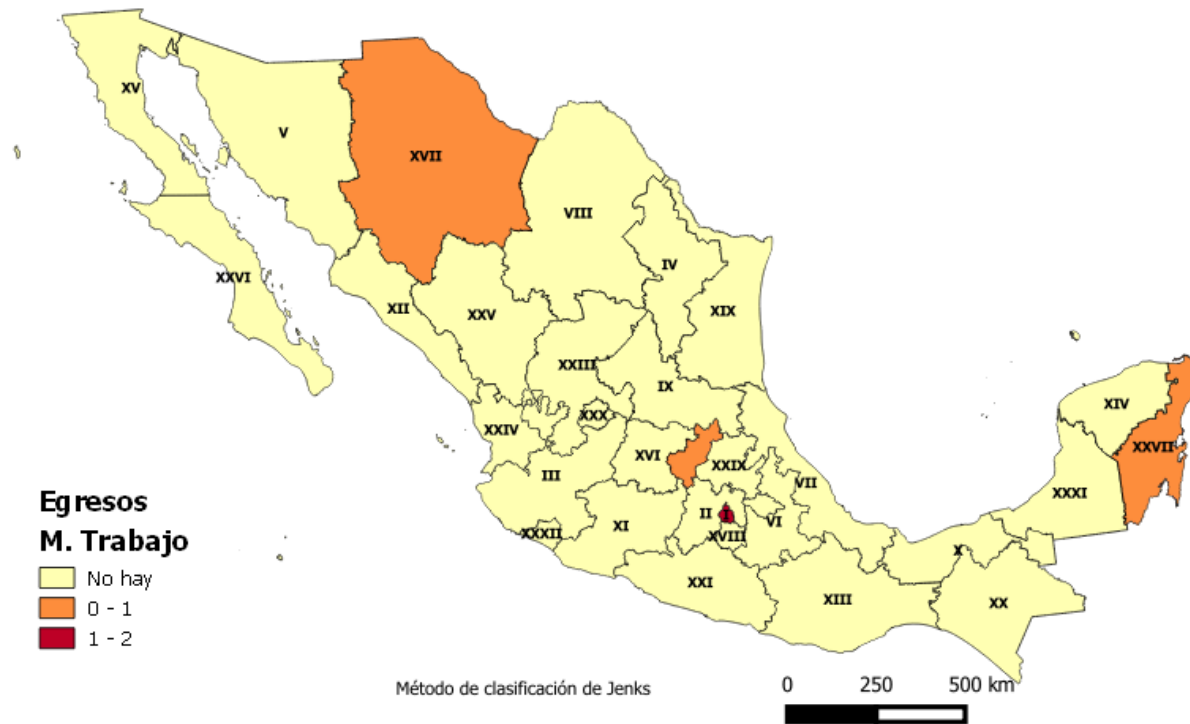 XV
V
XVII
VIII
IV
XXVI
XII
XXV
XIX
XXIII
IX
XXX
XXIV
XIV
XVI
XXIX
XXVII
III
VII
XXXI
II
I
VI
XI
XXXII
XVIII
X
XXI
XIII
XX
Egresos
M. Trabajo
No hay
0 - 1
1 - 2
Método de clasificación de Jenks
0 250 500 km